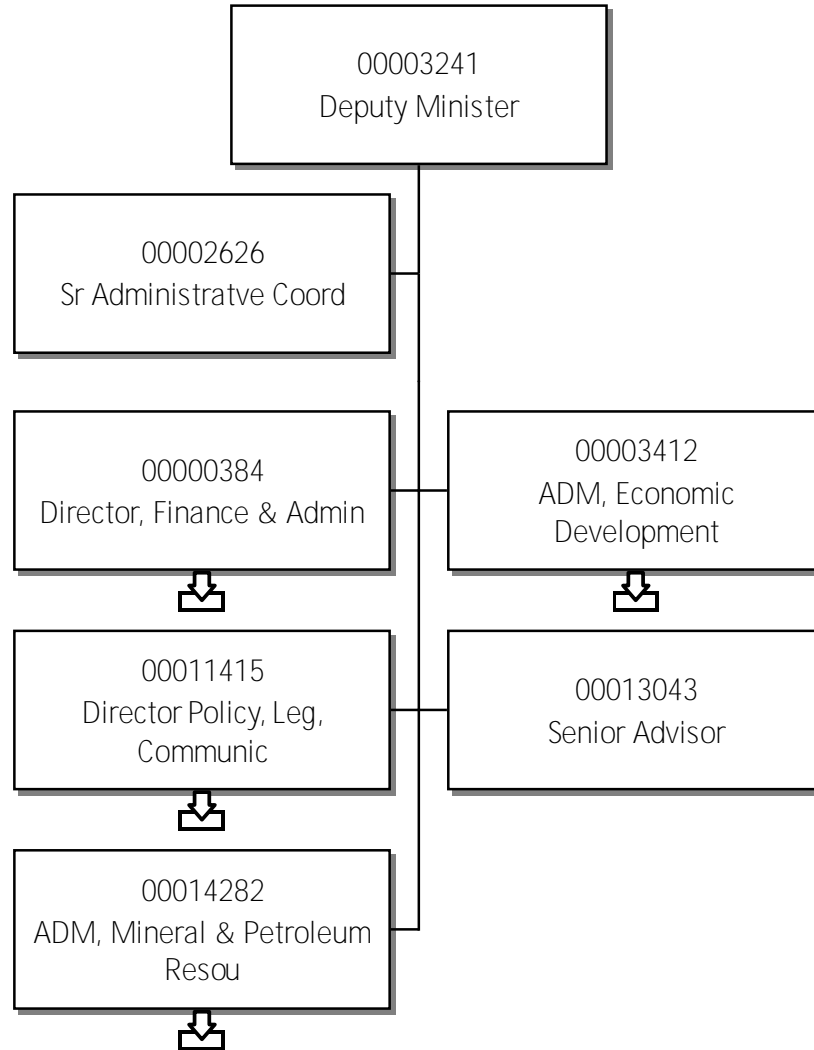 00003241
Deputy Minister
00002626
Sr Administratve Coord
00000384
Director, Finance & Admin
00003412
ADM, Economic
Development
00011415
Director Policy, Leg,
Communic
00013043
Senior Advisor
00014282
ADM, Mineral & Petroleum
Resou